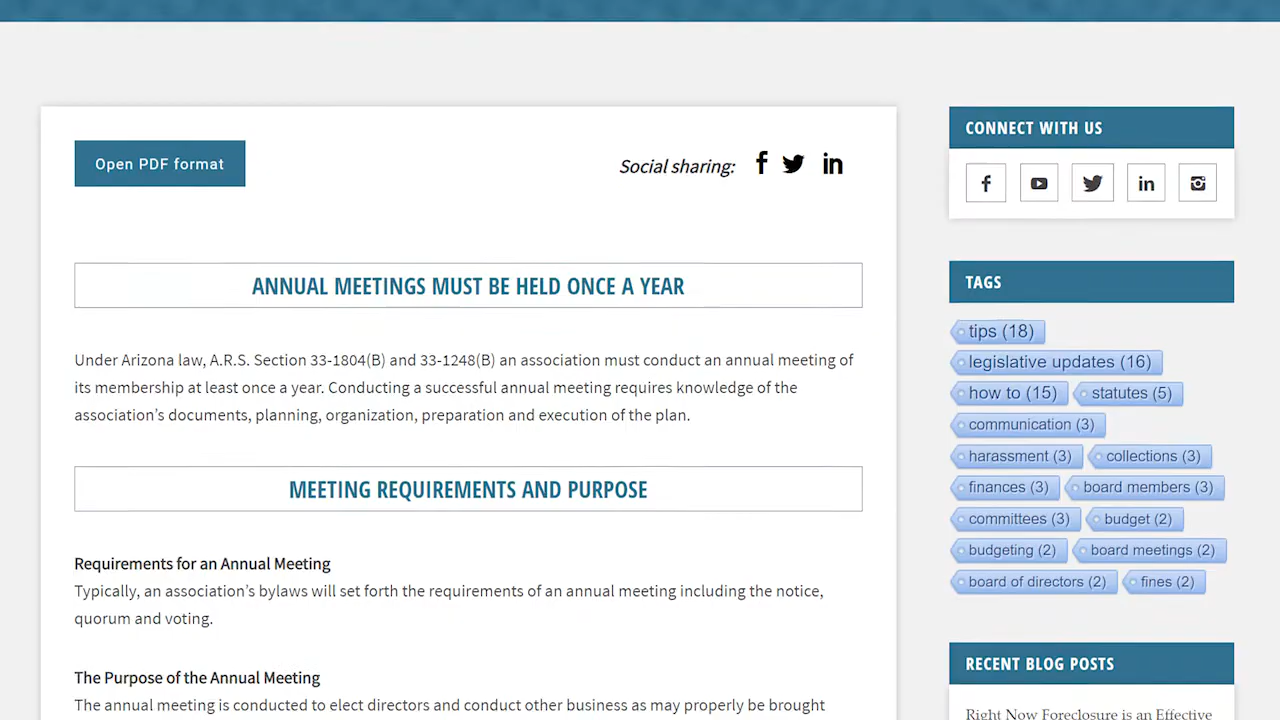 Open PDF format
Social sharing:
ANNUAL MEETINGS MUST BE HELD ONCE A YEAR
Under Arizona law, A.R.S. Section 33-1804(B) and 33-1248(B) an association must conduct an annual meeting of
its membership at least once a year. Conducting a successful annual meeting requires knowledge of the
association’s documents, planning, organization, preparation and execution of the plan.
MEETING REQUIREMENTS AND PURPOSE
Requirements for an Annual Meeting
Typically, an association’s bylaws will set forth the requirements of an annual meeting including the notice,
quorum and voting.
The Purpose of the Annual Meeting
The annual meeting is conducted to elect directors and conduct other business as may properly be brought
CONNECT WITH US
TAGS
tips (18)
legislative updates (16)
how to (15) statutes (5)
communication (3)
harassment (3) collections (3)
finances (3) board members (3)
committees (3) budget (2)
budgeting (2) board meetings (2)
board of directors (2) fines (2)
RECENT BLOG POSTS
Right Now Foreclosure is an Effective